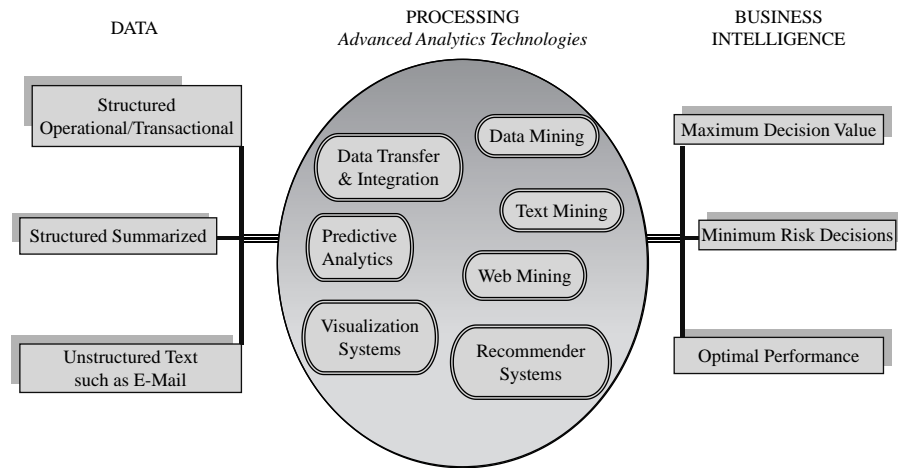 DATA
PROCESSING
Advanced Analytics Technologies
BUSINESS
INTELLIGENCE
Structured
Operational/Transactional
Structured Summarized
Unstructured Text
such as E-Mail
Data Transfer
& Integration
Predictive
Analytics
Visualization
Systems
Data Mining
Text Mining
Web Mining
Recommender
Systems
Maximum Decision Value
Minimum Risk Decisions
Optimal Performance